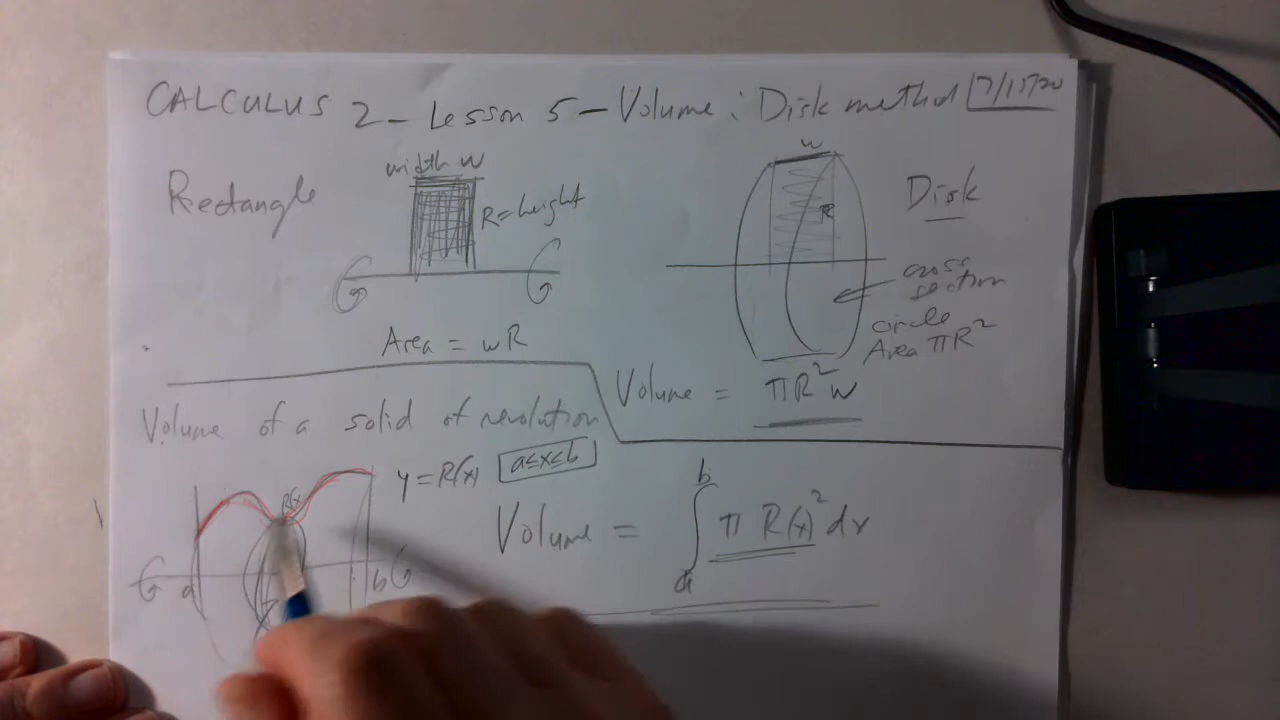 CALCULUS 2 - Lesson 5 - Volume : Disk method 7/15/20
Rectangle
width w
R = height
Area = wR
w
R
Disk
cross
section
circle
Area πR²
Volume = πR²w
Volume of a solid of revolution
y = R(x) a≤x≤b
R(x
a
b
Volume = ∫ₐᵇ π R(x)² dx